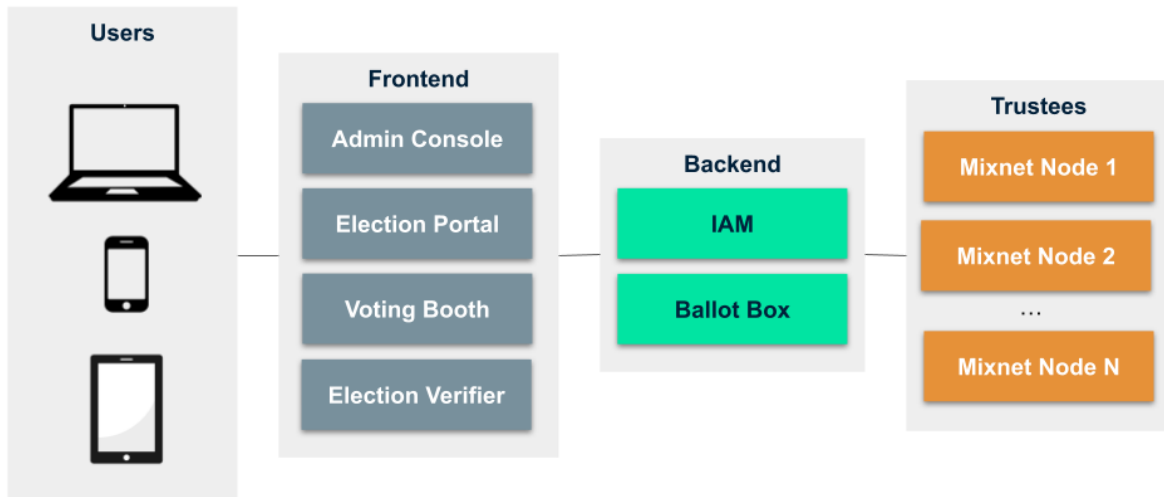 Users
Frontend
Admin Console
Election Portal
Voting Booth
Election Verifier
Backend
IAM
Ballot Box
Trustees
Mixnet Node 1
Mixnet Node 2
...
Mixnet Node N